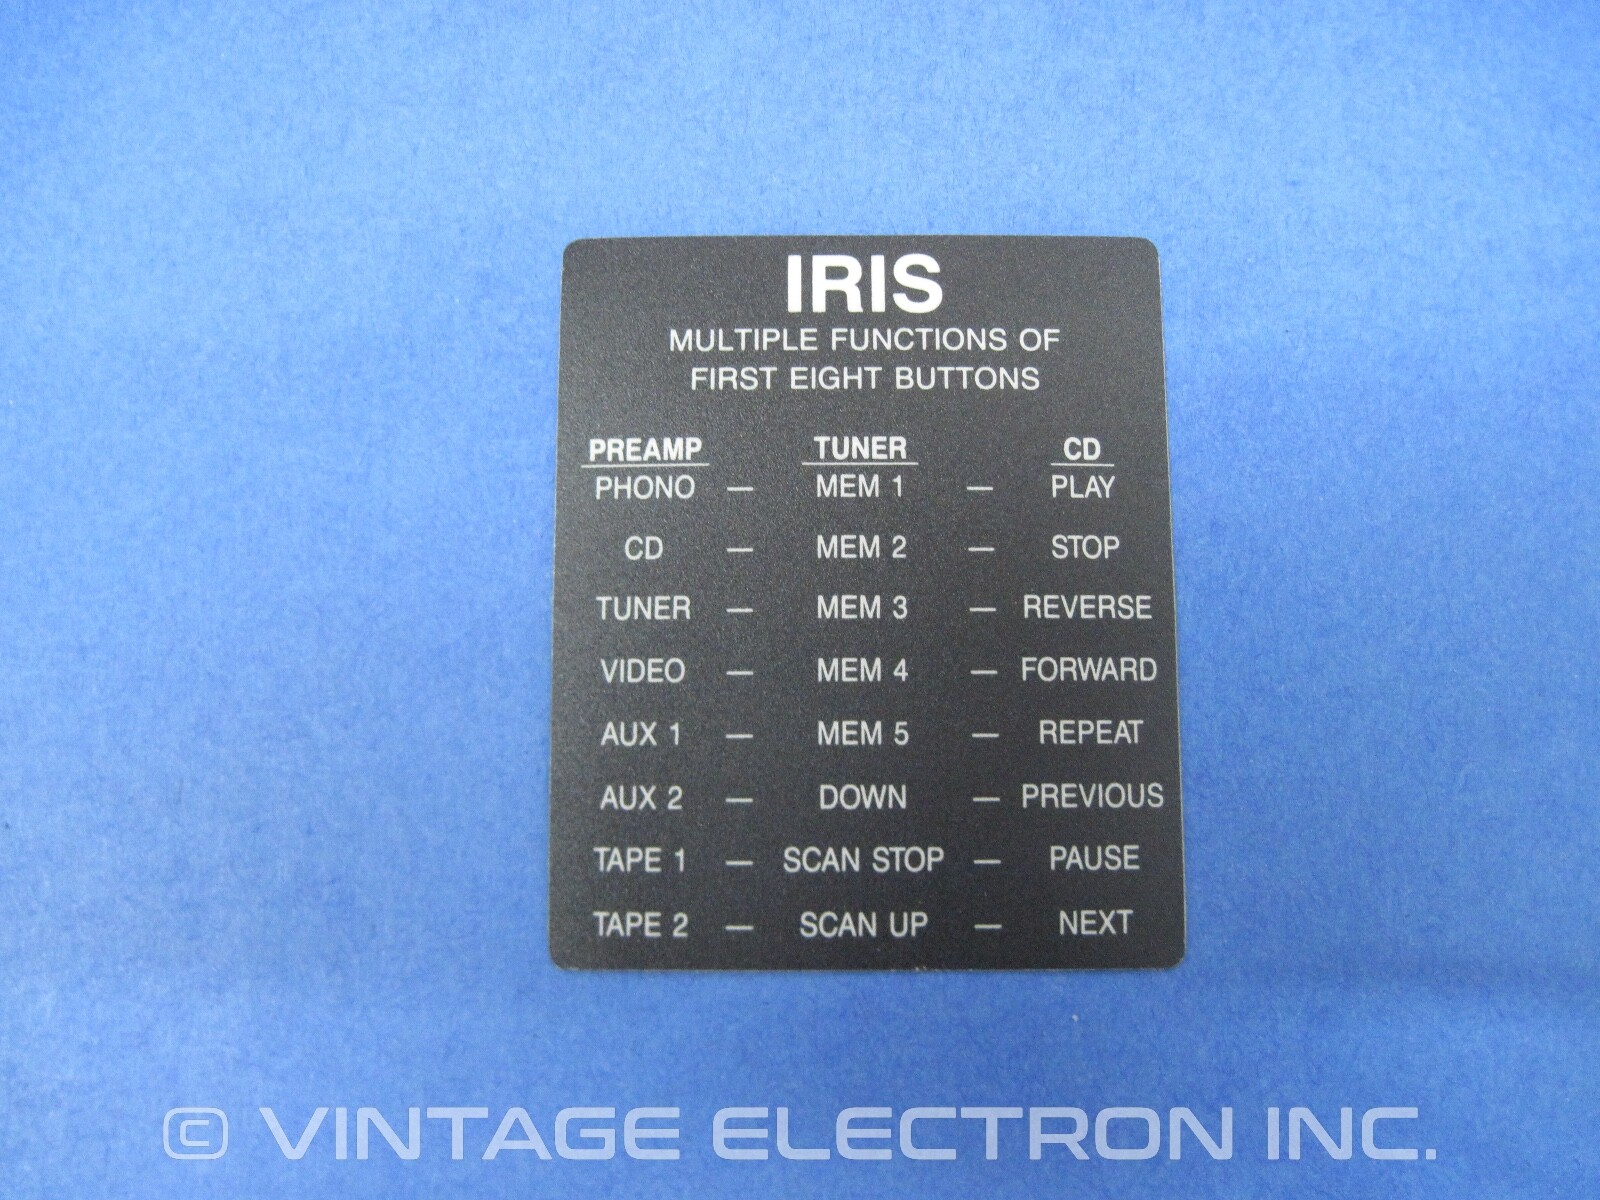 IRIS
MULTIPLE FUNCTIONS OF
FIRST EIGHT BUTTONS
PREAMP TUNER CD
PHONO — MEM 1 — PLAY
CD — MEM 2 — STOP
TUNER — MEM 3 — REVERSE
VIDEO — MEM 4 — FORWARD
AUX 1 — MEM 5 — REPEAT
AUX 2 — DOWN — PREVIOUS
TAPE 1 — SCAN STOP — PAUSE
TAPE 2 — SCAN UP — NEXT
© VINTAGE ELECTRON INC.